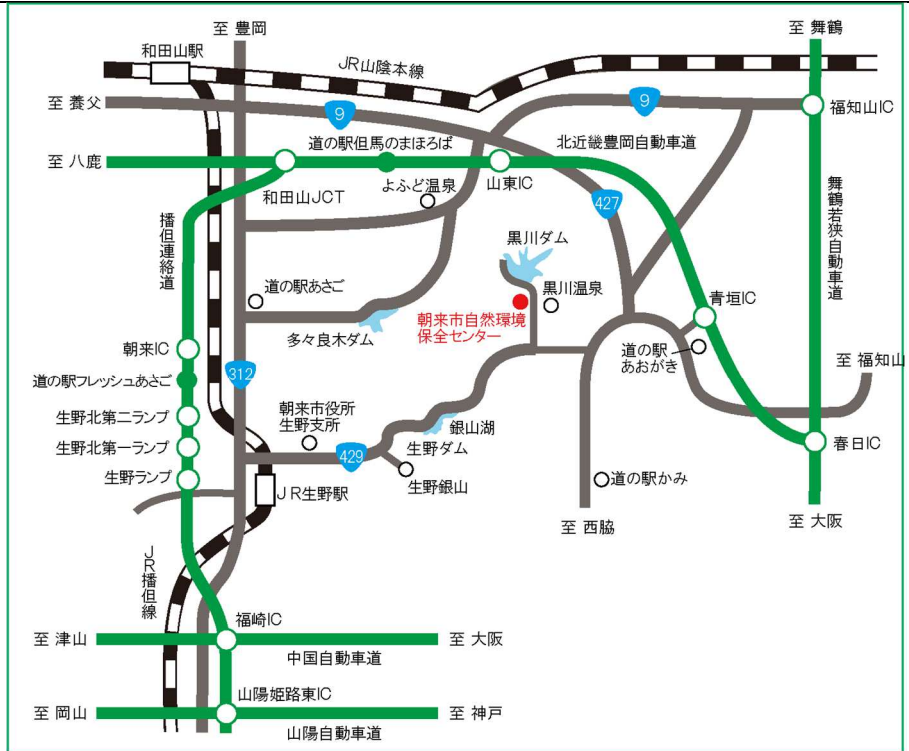 至 豊岡
至 舞鶴
和田山駅
JR山陰本線
至 養父
9
9
福知山IC
道の駅但馬のまほろば
北近畿豊岡自動車道
至 八鹿
和田山JCT
よふど温泉
山東IC
427
舞鶴若狭自動車道
播但連絡道
黒川ダム
道の駅あさご
黒川温泉
青垣IC
朝来市自然環境
保全センター
多々良木ダム
朝来IC
道の駅
あおがき
至 福知山
道の駅フレッシュあさご
312
生野北第二ランプ
朝来市役所
生野支所
銀山湖
生野北第一ランプ
429
生野ダム
春日IC
生野ランプ
JR生野駅
生野銀山
道の駅かみ
至 西脇
至 大阪
JR播但線
福崎IC
至 津山
至 大阪
中国自動車道
山陽姫路東IC
至 岡山
至 神戸
山陽自動車道